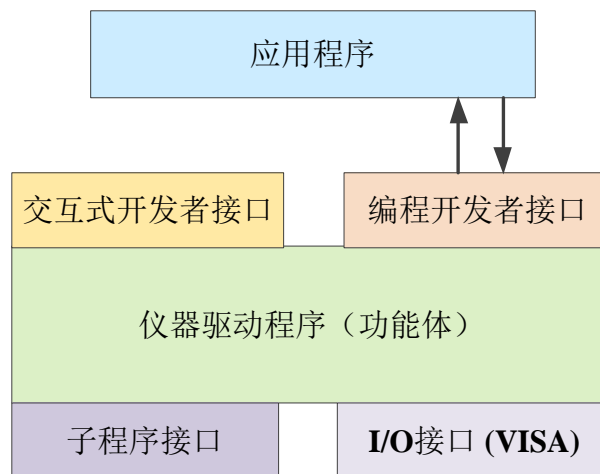 应用程序
交互式开发者接口
编程开发者接口
仪器驱动程序（功能体）
子程序接口
I/O接口 (VISA)